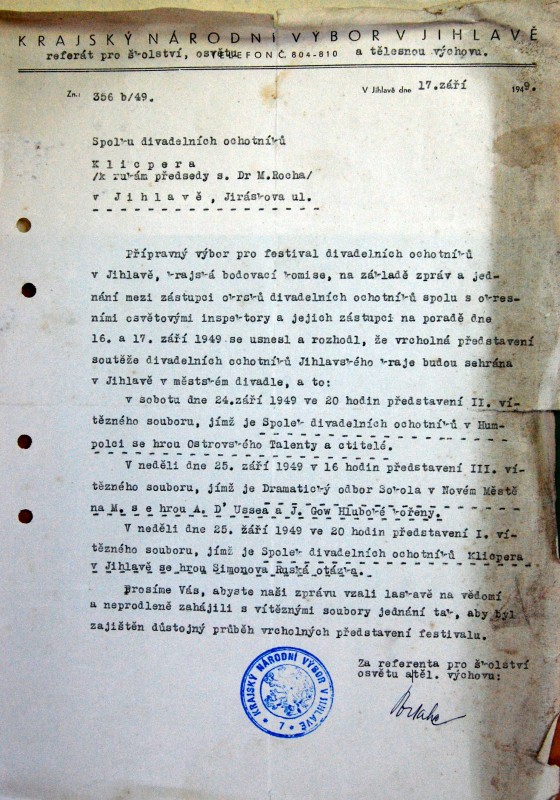 KRAJSKÝ NÁRODNÍ VÝBOR V JIHLAVĚ
referát pro školství, osvětu a tělesnou výchovu.
TELEFON Č. 804-810
Zn.: 356 b/49.
V Jihlavě dne 17.září 1949.
Spolku divadelních ochotníků
K l i c p e r a
/k rukám předsedy s. Dr M.Rocha/
v J i h l a v ě , Jiráskova ul.
Přípravný výbor pro festival divadelních ochotníků
v Jihlavě, krajská bodovací komise, na základě zpráv a jed-
nání mezi zástupci okrsků divadelních ochotníků spolu s okres-
ními osvětovými inspektory a jejich zástupci na poradě dne
16. a 17. září 1949 se usnesl a rozhodl, že vrcholná představení
soutěže divadelních ochotníků Jihlavského kraje budou sehrána
v Jihlavě v městském divadle, a to:
v sobotu dne 24.září 1949 ve 20 hodin představení II. ví-
tězného souboru, jímž je Spolek divadelních ochotníků v Hum-
polci se hrou Ostrovského Talenty a ctitelé.
V neděli dne 25. září 1949 v 16 hodin představení III. ví-
tězného souboru, jímž je Dramatický odbor Sokola v Novém Městě
na M. s e hrou A. D' Ussea a J. Gow Hluboké kořeny.
V neděli dne 25. žáří 1949 ve 20 hodin představení I. ví-
tězného souboru, jímž je Spolek divadelních ochotníků Klicpera
v Jihlavě se hrou Simonova Ruská otázka.
Prosíme Vás, abyste naši zprávu vzali laskavě na vědomí
a neprodleně zahájili s vítěznými soubory jednání tak, aby byl
zajištěn důstojný průběh vrcholných představení festivalu.
Za referenta pro školství
osvětu a těl. výchovu:
KRAJSKÝ NÁRODNÍ VÝBOR V JIHLAVĚ
* 7 *